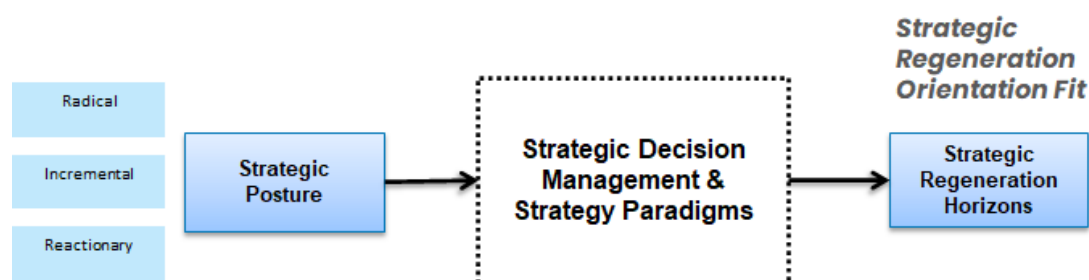 Strategic
Regeneration
Orientation Fit
Radical
Incremental
Reactionary
Strategic
Posture
Strategic Decision
Management &
Strategy Paradigms
Strategic
Regeneration
Horizons